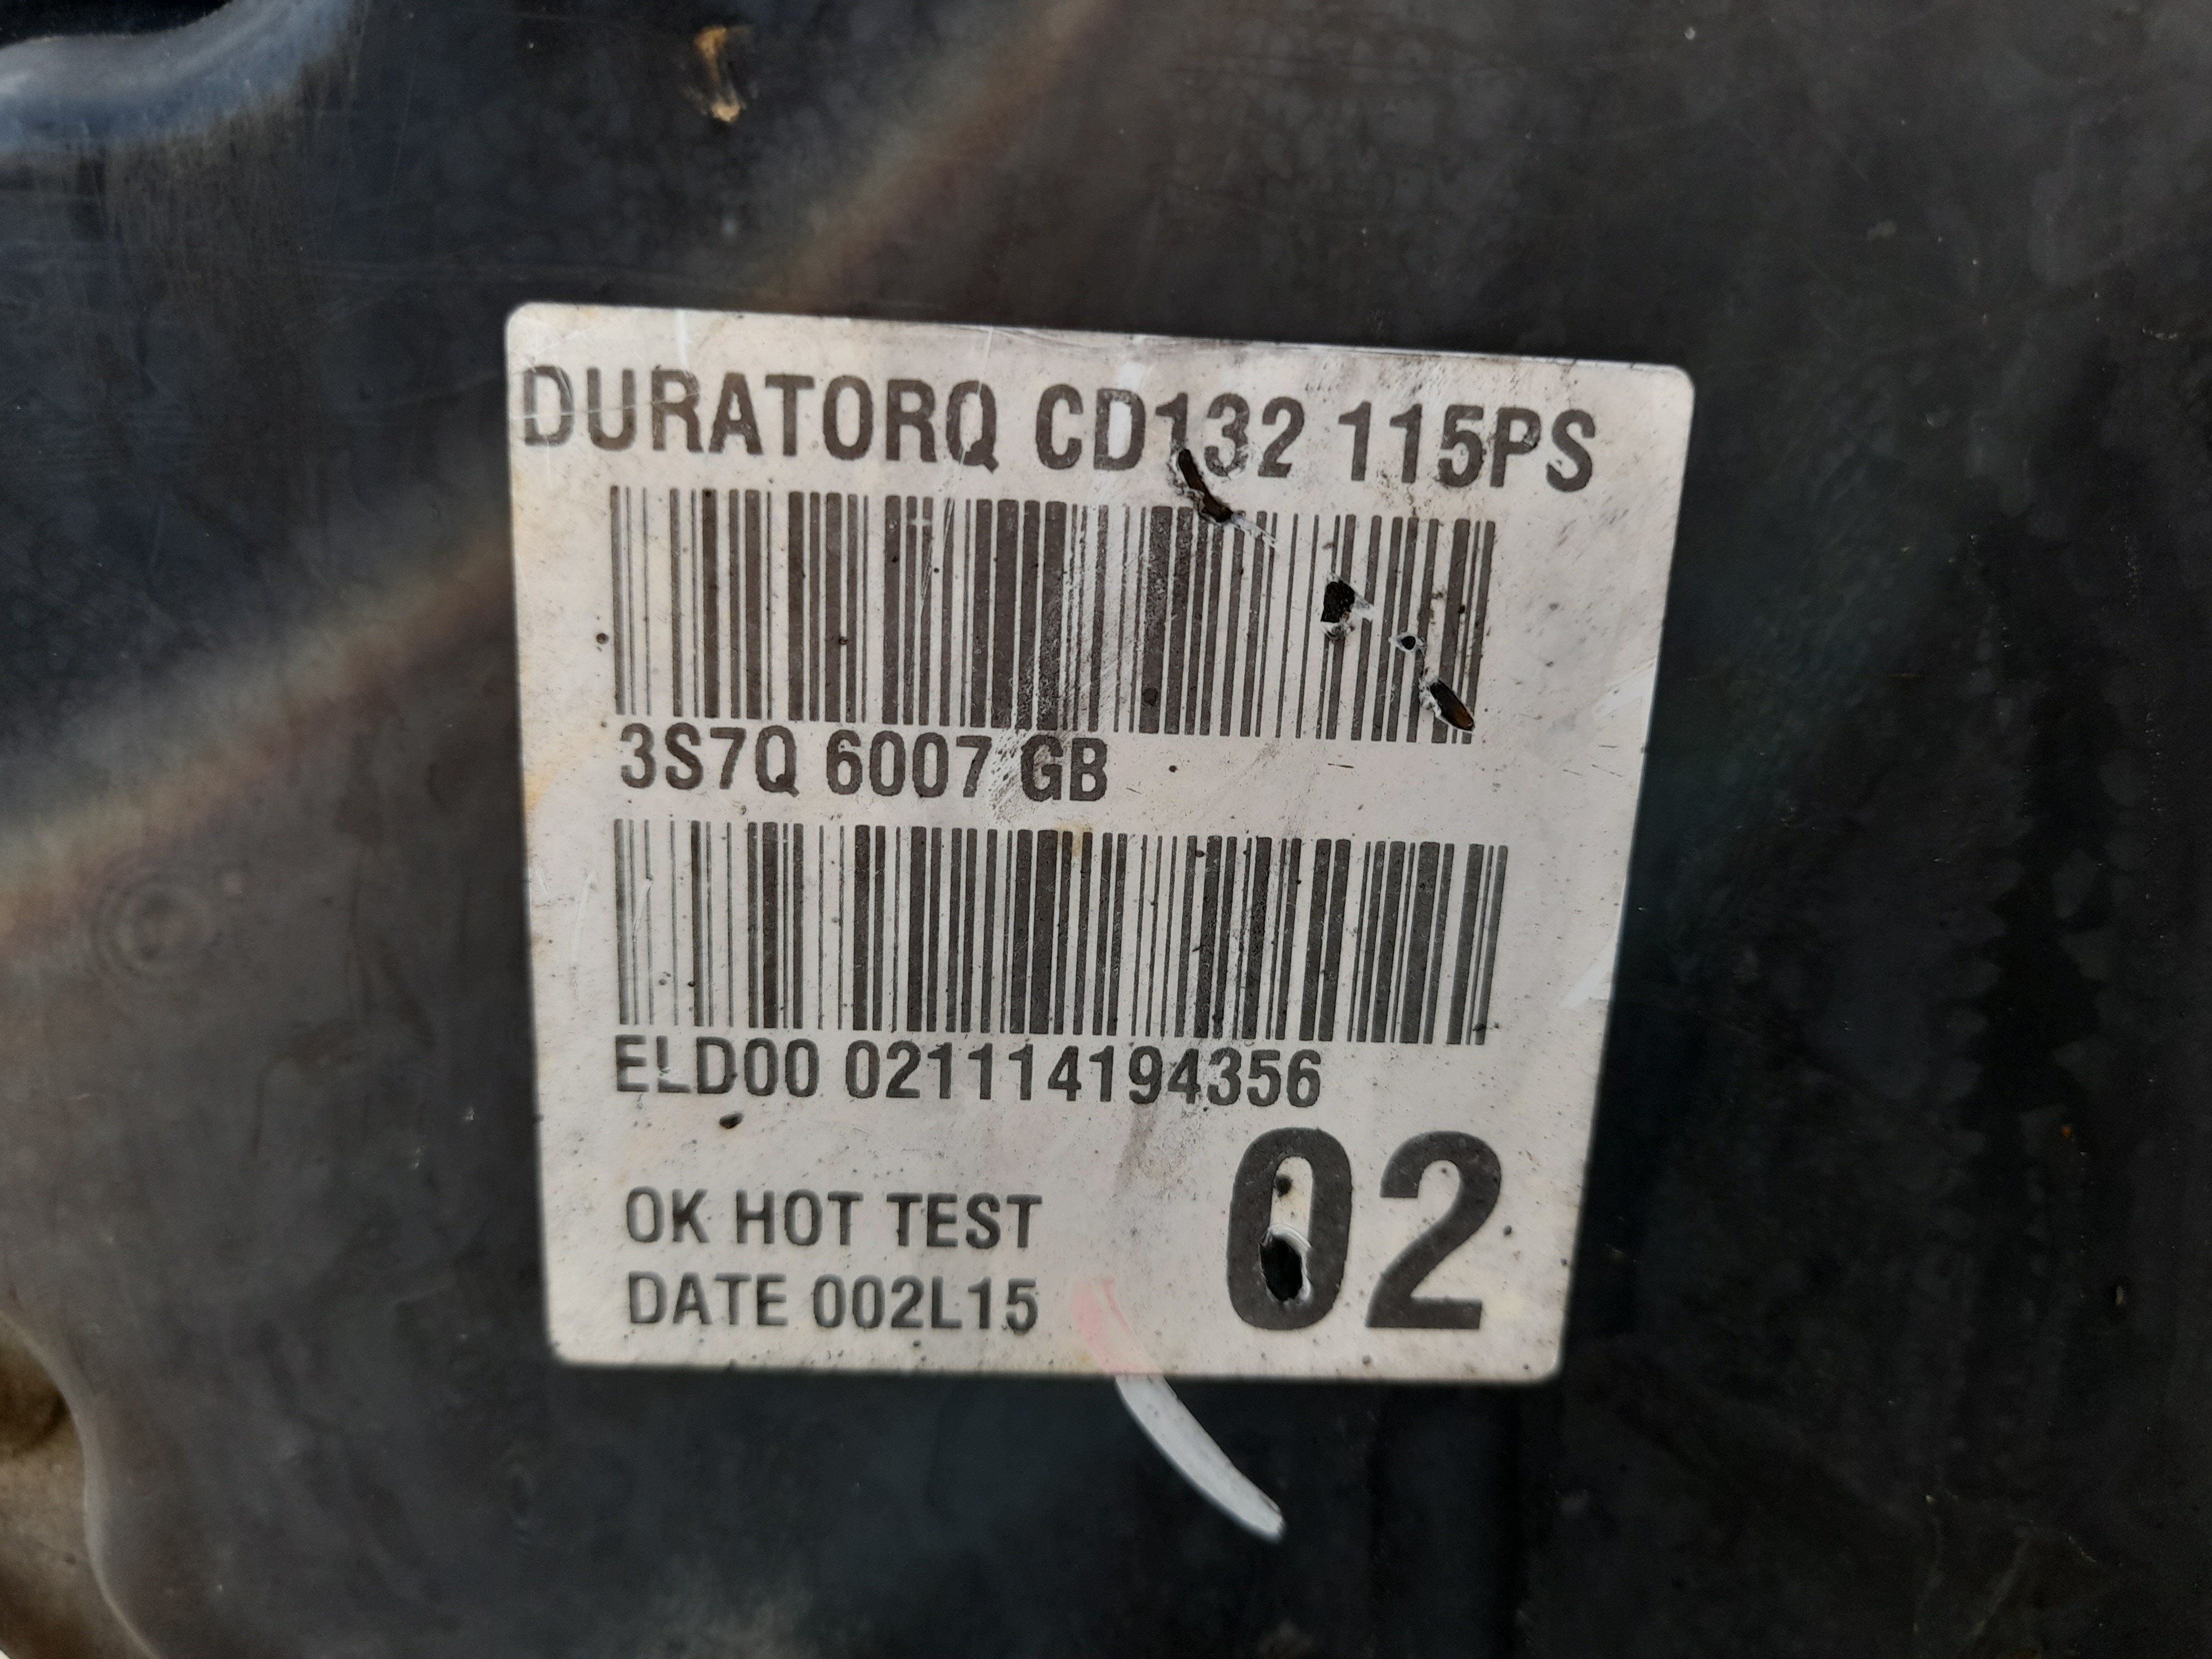 DURATORQ CD132 115PS
3S7Q 6007 GB
ELD00 021114194356
OK HOT TEST
DATE 002L15
02